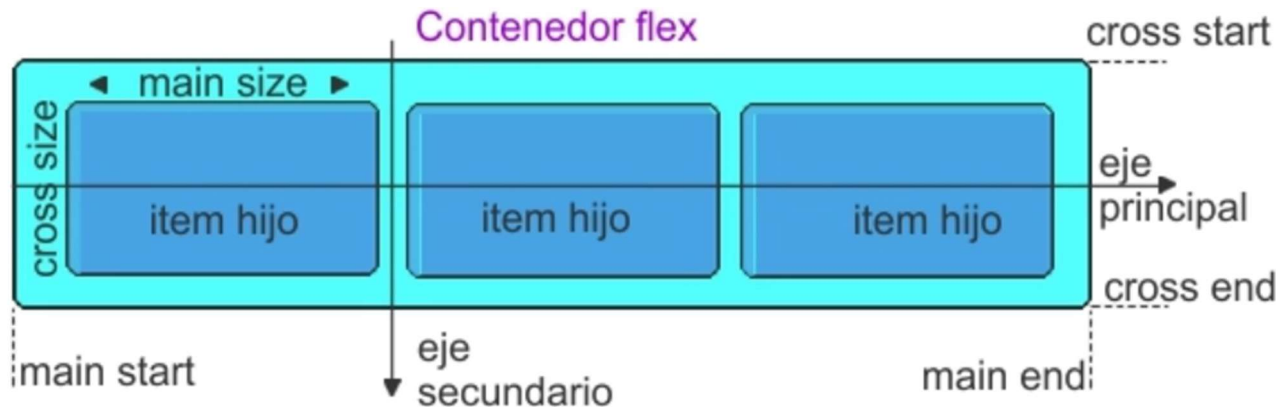 Contenedor flex
cross start
main size
cross size
eje
principal
item hijo
item hijo
item hijo
cross end
main start
eje
secundario
main end